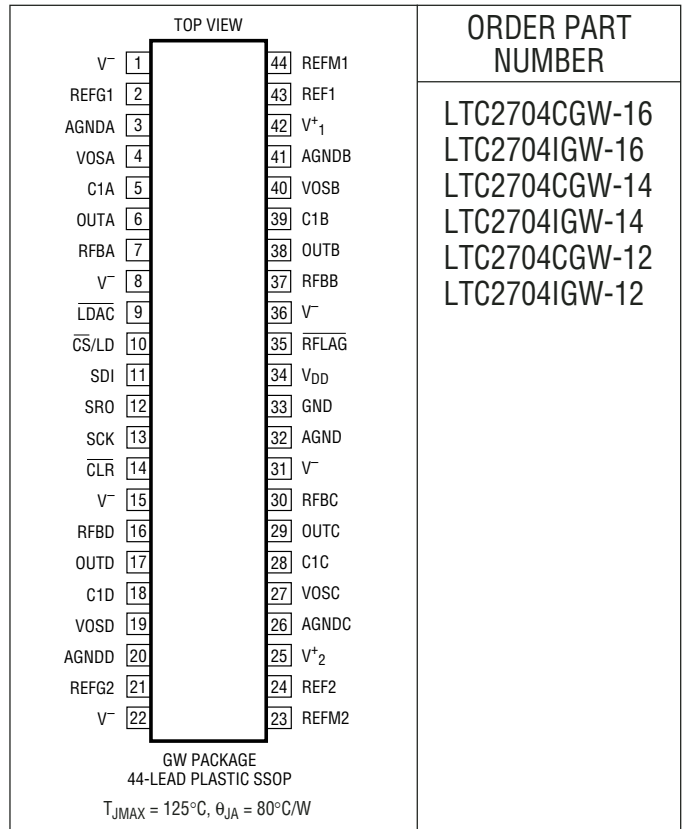 TOP VIEW
V– 1
REFG1 2
AGNDA 3
VOSA 4
C1A 5
OUTA 6
RFBA 7
V– 8
L̅D̅A̅C̅ 9
C̅S̅/LD 10
SDI 11
SRO 12
SCK 13
C̅L̅R̅ 14
V– 15
RFBD 16
OUTD 17
C1D 18
VOSD 19
AGNDD 20
REFG2 21
V– 22
44 REFM1
43 REF1
42 V+1
41 AGNDB
40 VOSB
39 C1B
38 OUTB
37 RFBB
36 V–
35 R̅F̅L̅A̅G̅
34 VDD
33 GND
32 AGND
31 V–
30 RFBC
29 OUTC
28 C1C
27 VOSC
26 AGNDC
25 V+2
24 REF2
23 REFM2
GW PACKAGE
44-LEAD PLASTIC SSOP
TJMAX = 125°C, θJA = 80°C/W
ORDER PART
NUMBER
LTC2704CGW-16
LTC2704IGW-16
LTC2704CGW-14
LTC2704IGW-14
LTC2704CGW-12
LTC2704IGW-12